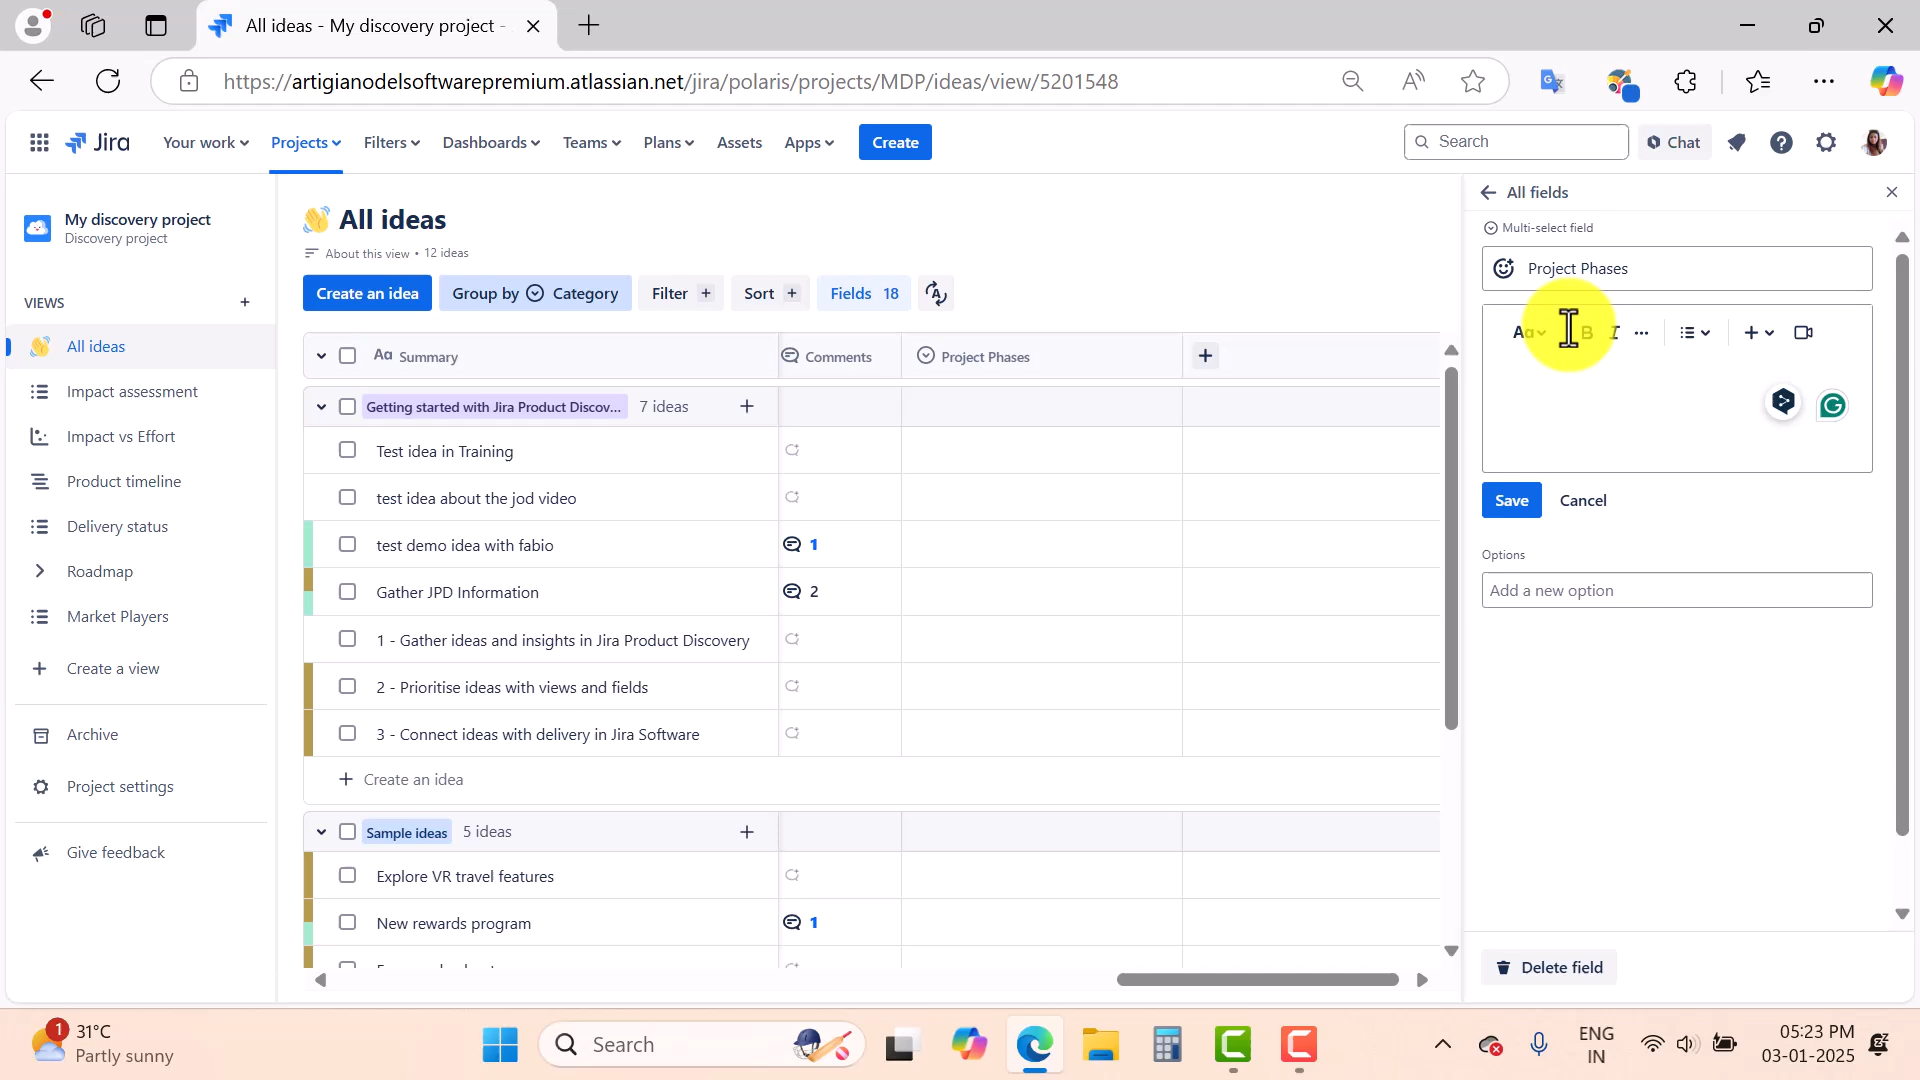 All ideas - My discovery project -
https://artigianodelsoftwarepremium.atlassian.net/jira/polaris/projects/MDP/ideas/view/5201548
Jira
Your work
Projects
Filters
Dashboards
Teams
Plans
Assets
Apps
Create
Search
Chat
My discovery project
Discovery project
VIEWS
All ideas
Impact assessment
Impact vs Effort
Product timeline
Delivery status
Roadmap
Market Players
Create a view
Archive
Project settings
Give feedback
All ideas
About this view • 12 ideas
Create an idea
Group by Category
Filter
Sort
Fields 18
Aa Summary
Comments
Project Phases
Getting started with Jira Product Discov... 7 ideas
Test idea in Training
test idea about the jod video
test demo idea with fabio 1
Gather JPD Information 2
1 - Gather ideas and insights in Jira Product Discovery
2 - Prioritise ideas with views and fields
3 - Connect ideas with delivery in Jira Software
Create an idea
Sample ideas 5 ideas
Explore VR travel features
New rewards program 1
All fields
Multi-select field
Project Phases
Aa B I
Save
Cancel
Options
Add a new option
Delete field
1
31°C
Partly sunny
Search
ENG
IN
05:23 PM
03-01-2025